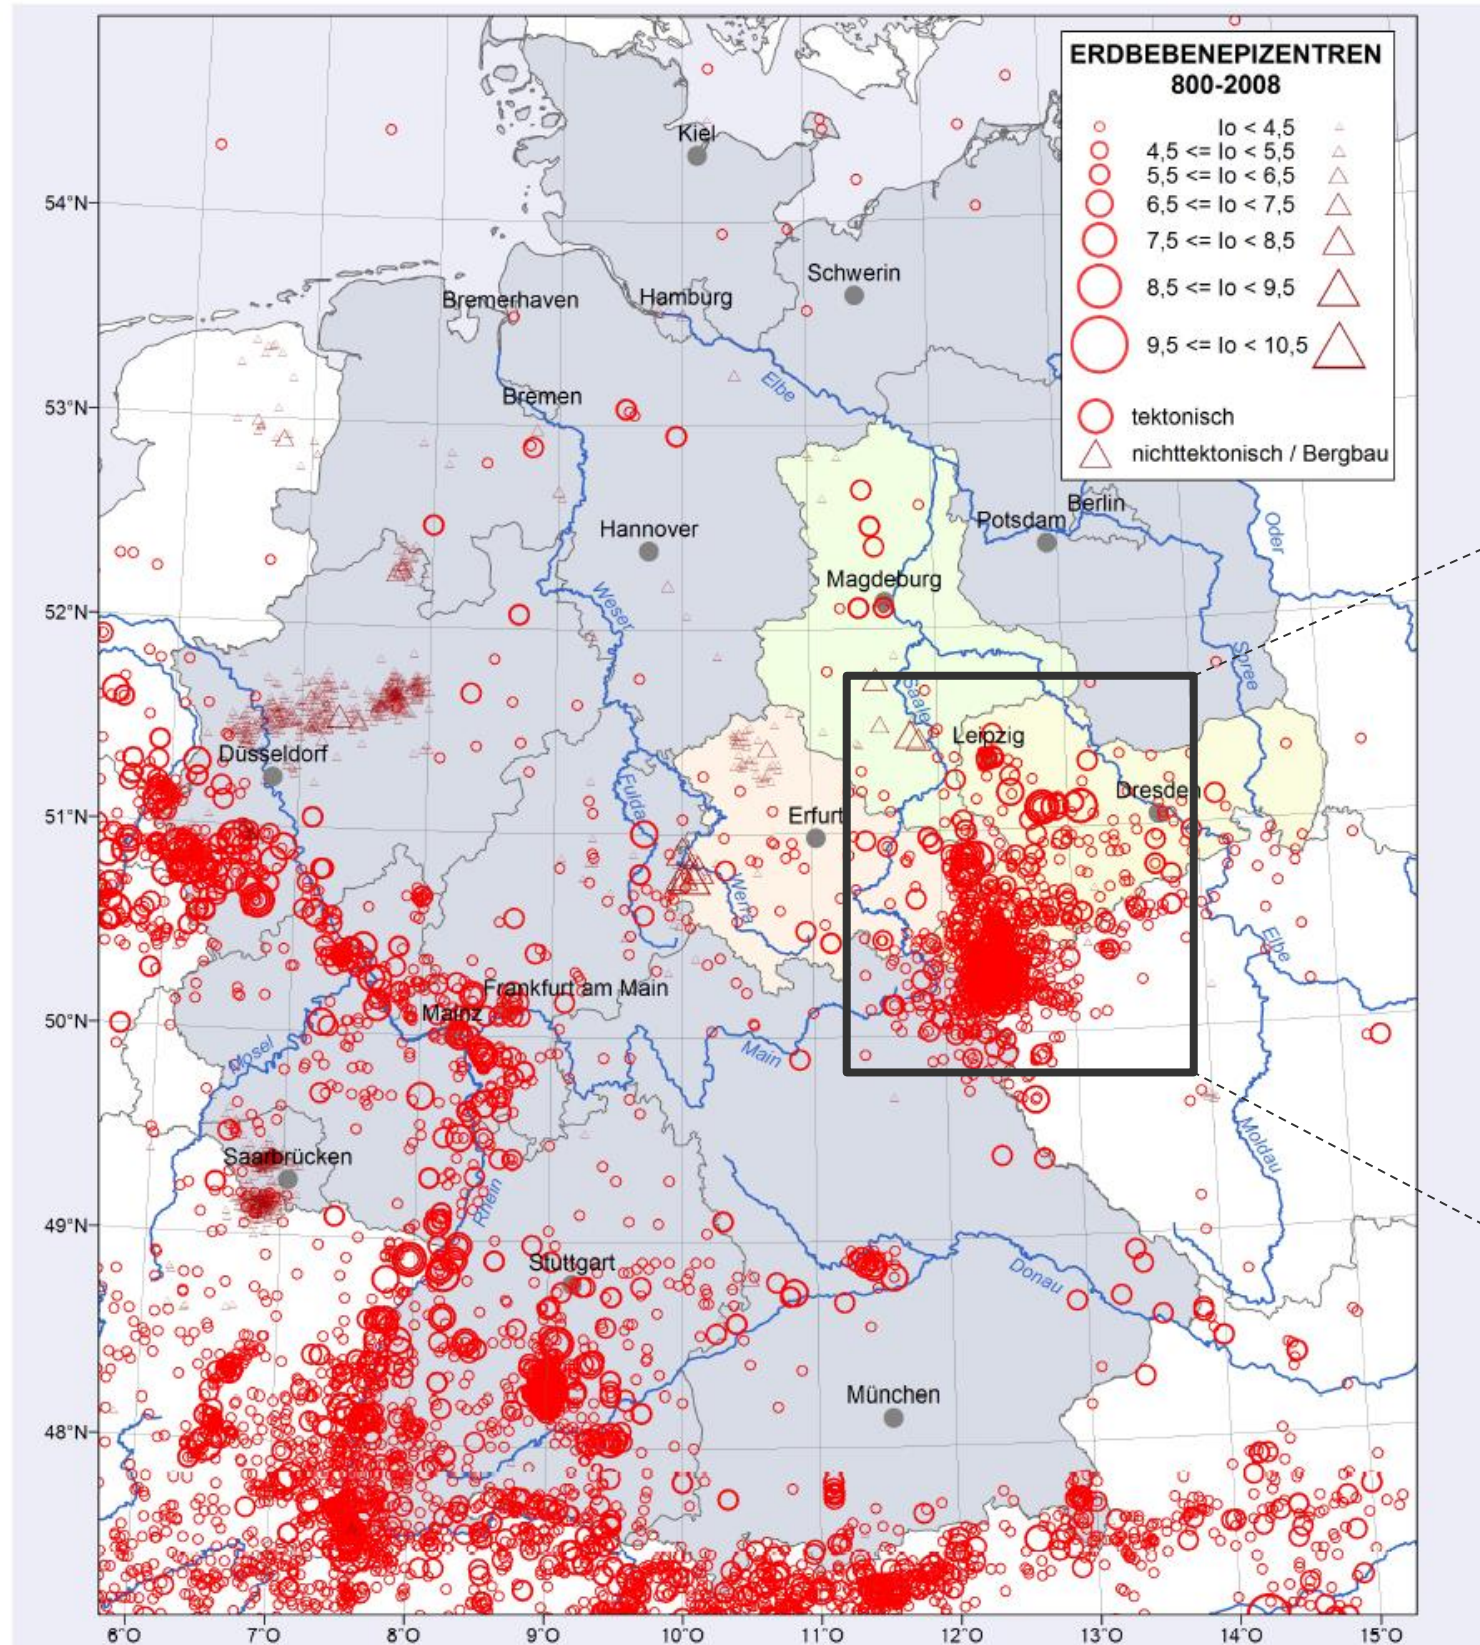 ERDBEBENEPIZENTREN
800-2008
Io < 4,5
4,5 <= Io < 5,5
5,5 <= Io < 6,5
6,5 <= Io < 7,5
7,5 <= Io < 8,5
8,5 <= Io < 9,5
9,5 <= Io < 10,5
tektonisch
nichttektonisch / Bergbau
Kiel
54°N
Schwerin
Bremerhaven
Hamburg
Elbe
53°N
Bremen
Berlin
Potsdam
Oder
Hannover
Magdeburg
52°N
Weser
Spree
Saale
Leipzig
Düsseldorf
Dresden
Fulda
51°N
Erfurt
Werra
Elbe
Frankfurt am Main
Mainz
50°N
Mosel
Main
Moldau
Saarbrücken
Rhein
49°N
Stuttgart
Donau
München
48°N
6°O
7°O
8°O
9°O
10°O
11°O
12°O
13°O
14°O
15°O